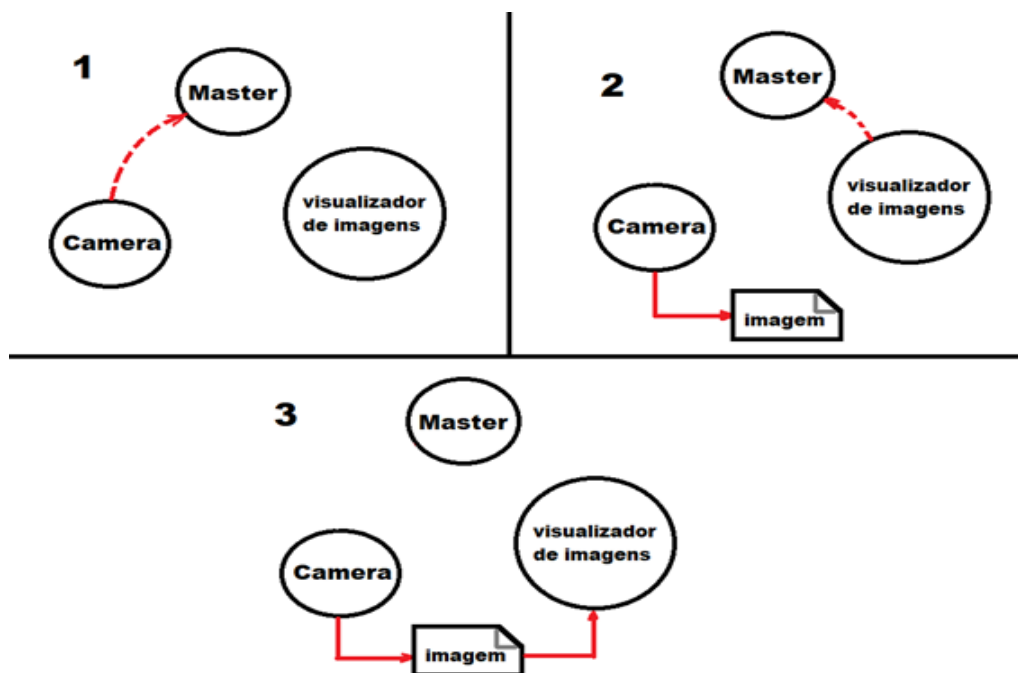 1
Master
Camera
visualizador
de imagens
2
Master
visualizador
de imagens
Camera
imagem
3
Master
visualizador
de imagens
Camera
imagem